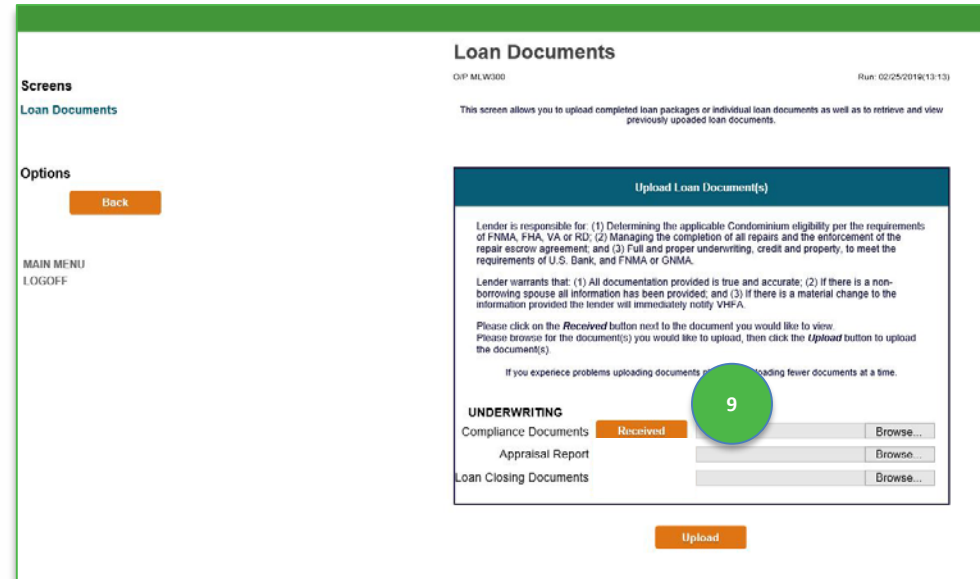 Loan Documents
O/P MLW300
Run: 02/25/2019(13:13)
Screens
Loan Documents
This screen allows you to upload completed loan packages or individual loan documents as well as to retrieve and view
previously upoaded loan documents.
Options
Back
MAIN MENU
LOGOFF
Upload Loan Document(s)
Lender is responsible for: (1) Determining the applicable Condominium eligibility per the requirements
of FNMA, FHA, VA or RD; (2) Managing the completion of all repairs and the enforcement of the
repair escrow agreement; and (3) Full and proper underwriting, credit and property, to meet the
requirements of U.S. Bank, and FNMA or GNMA.
Lender warrants that: (1) All documentation provided is true and accurate; (2) If there is a non-
borrowing spouse all information has been provided; and (3) If there is a material change to the
information provided the lender will immediately notify VHFA.
Please click on the Received button next to the document you would like to view.
Please browse for the document(s) you would like to upload, then click the Upload button to upload
the document(s).
If you experiece problems uploading documents fewer documents at a time.
9
UNDERWRITING
Compliance Documents Received Browse...
Appraisal Report Browse...
Loan Closing Documents Browse...
Upload